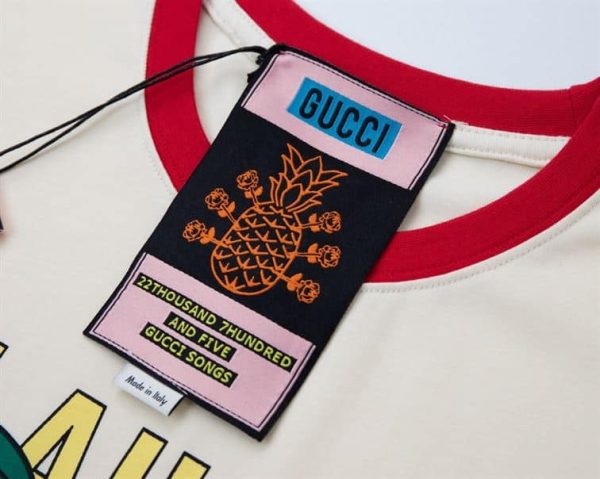 GUCCI
22THOUSAND 7HUNDRED
AND FIVE
GUCCI SONGS
Made in Italy